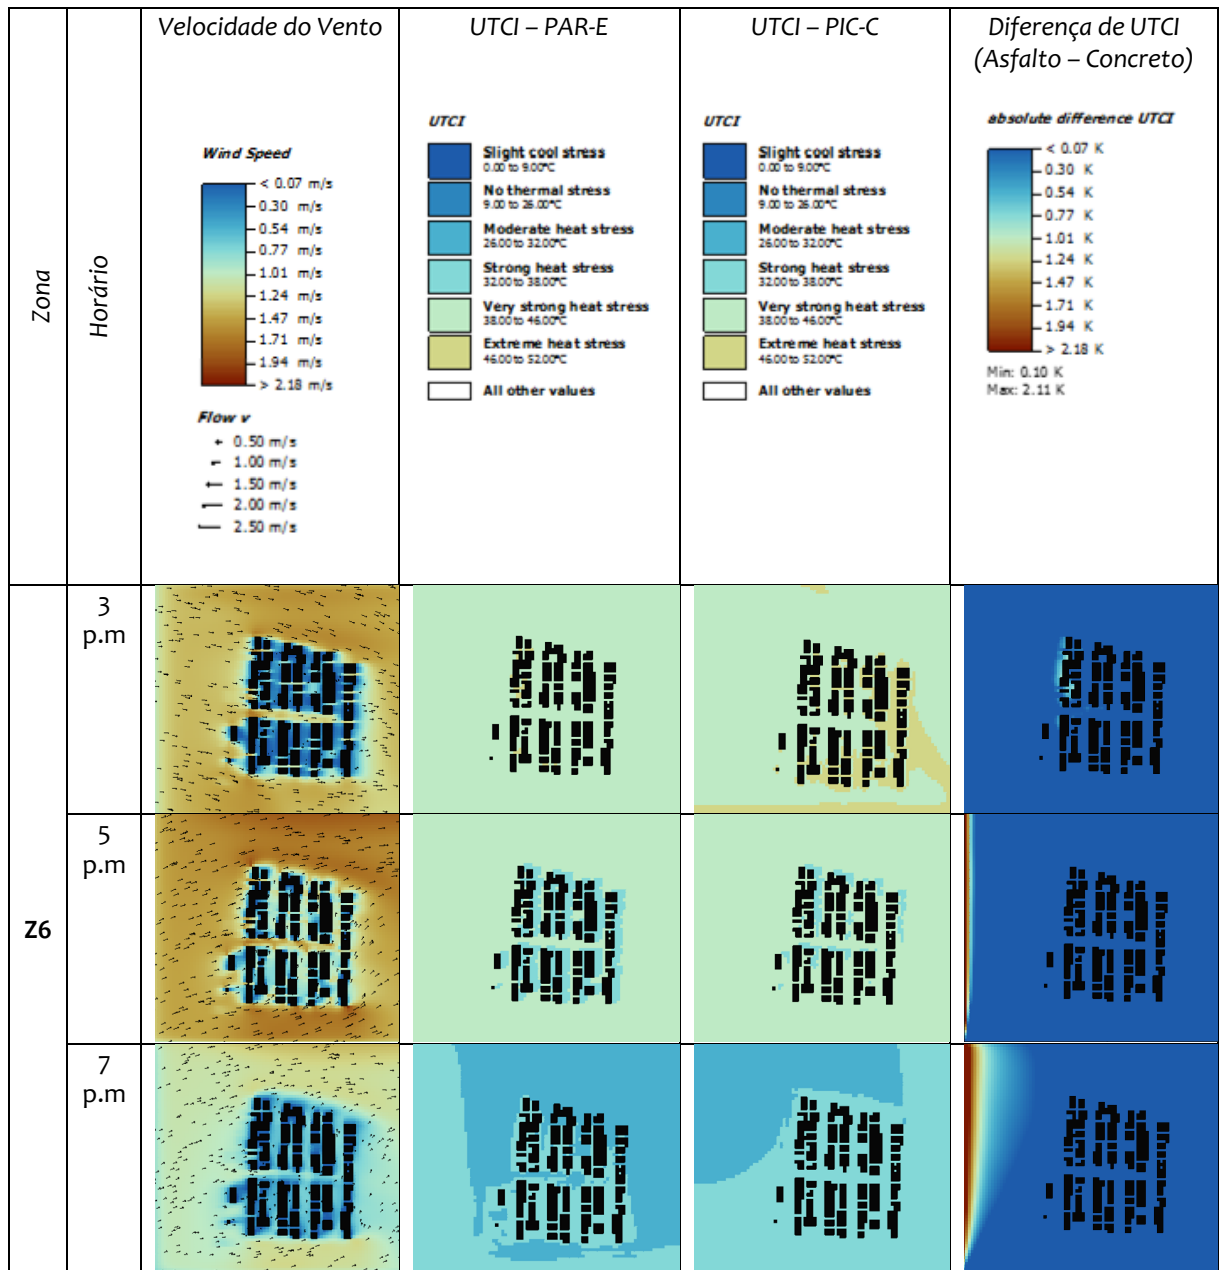 Zona
Horário
Velocidade do Vento
Wind Speed
< 0.07 m/s
0.30 m/s
0.54 m/s
0.77 m/s
1.01 m/s
1.24 m/s
1.47 m/s
1.71 m/s
1.94 m/s
> 2.18 m/s
Flow v
0.50 m/s
1.00 m/s
1.50 m/s
2.00 m/s
2.50 m/s
UTCI – PAR-E
UTCI
Slight cool stress
0.00 to 9.00°C
No thermal stress
9.00 to 26.00°C
Moderate heat stress
26.00 to 32.00°C
Strong heat stress
32.00 to 38.00°C
Very strong heat stress
38.00 to 46.00°C
Extreme heat stress
46.00 to 52.00°C
All other values
UTCI – PIC-C
UTCI
Slight cool stress
0.00 to 9.00°C
No thermal stress
9.00 to 26.00°C
Moderate heat stress
26.00 to 32.00°C
Strong heat stress
32.00 to 38.00°C
Very strong heat stress
38.00 to 46.00°C
Extreme heat stress
46.00 to 52.00°C
All other values
Diferença de UTCI
(Asfalto – Concreto)
absolute difference UTCI
< 0.07 K
0.30 K
0.54 K
0.77 K
1.01 K
1.24 K
1.47 K
1.71 K
1.94 K
> 2.18 K
Min: 0.10 K
Max: 2.11 K
Z6
3
p.m
5
p.m
7
p.m